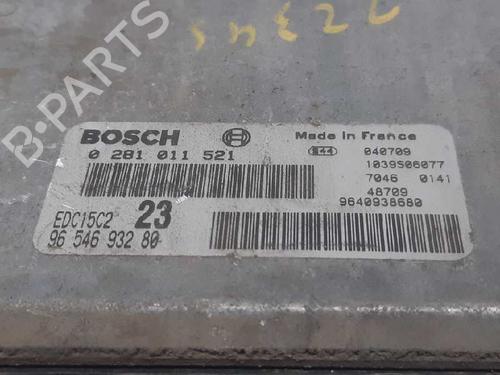 B-PARTS
BOSCH Made in France
0 281 011 521 e44 040709
1039S06077
7046 0141
48709
EDC15C2 23 9640938680
96 546 932 80